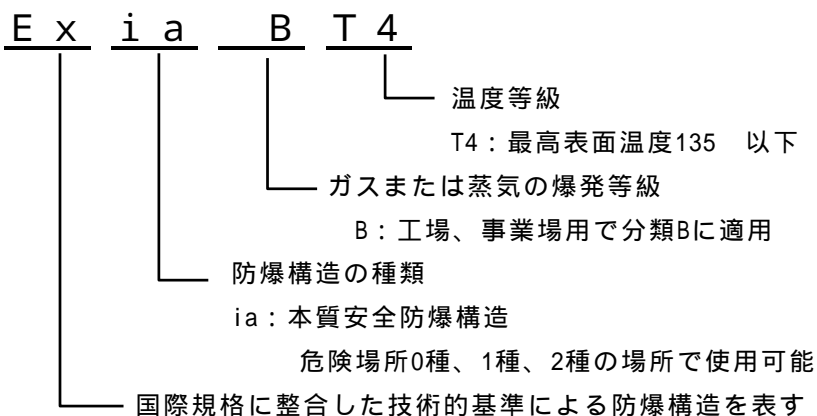 Ex ia B T4
温度等級
T4：最高表面温度135　以下
ガスまたは蒸気の爆発等級
B：工場、事業場用で分類Bに適用
防爆構造の種類
ia：本質安全防爆構造
危険場所0種、1種、2種の場所で使用可能
国際規格に整合した技術的基準による防爆構造を表す